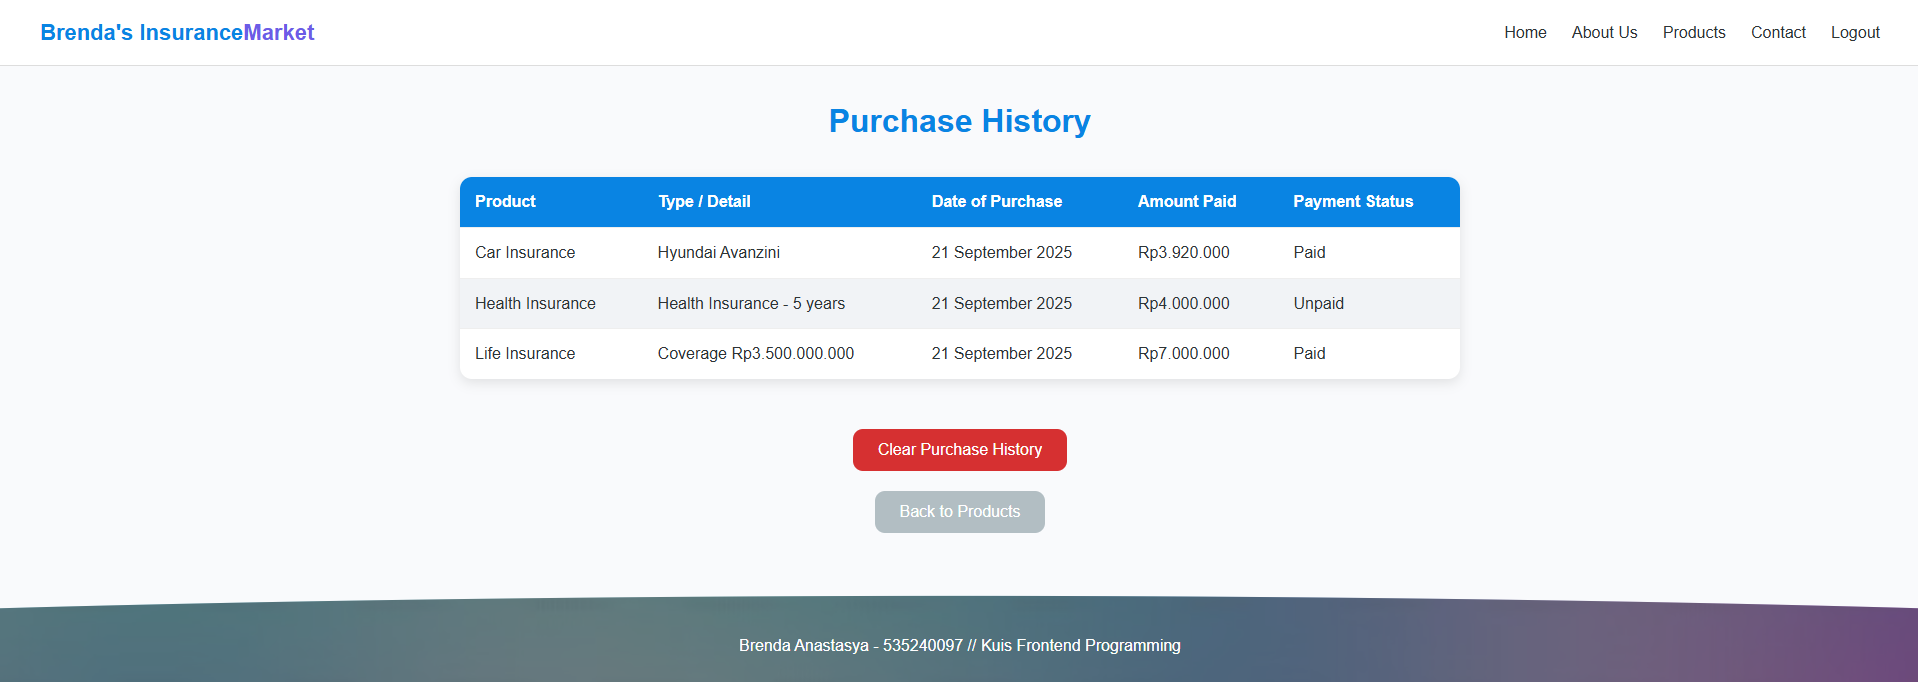 Brenda's InsuranceMarket Home About Us Products Contact Logout
Purchase History
Product Type / Detail Date of Purchase Amount Paid Payment Status
Car Insurance Hyundai Avanzini 21 September 2025 Rp3.920.000 Paid
Health Insurance Health Insurance - 5 years 21 September 2025 Rp4.000.000 Unpaid
Life Insurance Coverage Rp3.500.000.000 21 September 2025 Rp7.000.000 Paid
Clear Purchase History
Back to Products
Brenda Anastasya - 535240097 // Kuis Frontend Programming